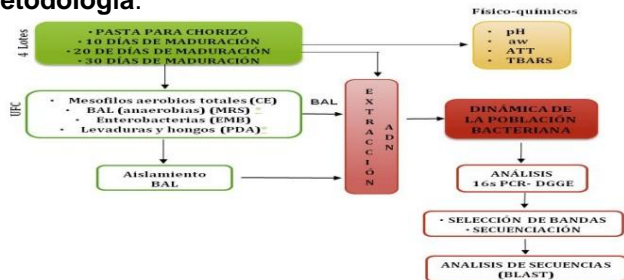 etodología.
Físico-químicos
4 Lotes
• PASTA PARA CHORIZO
• 10 DÍAS DE MADURACIÓN
• 20 DE DÍAS DE MADURACIÓN
• 30 DÍAS DE MADURACIÓN
• pH
• aw
• ATT
• TBARS
UFC
• Mesofilos aerobios totales (CE)
• BAL (anaerobias) (MRS)
• Enterobacterias (EMB)
• Levaduras y hongos (PDA)
BAL
EXTRACCIÓN
ADN
DINÁMICA DE
LA POBLACIÓN
BACTERIANA
Aislamiento
BAL
ANÁLISIS
16s PCR- DGGE
• SELECCIÓN DE BANDAS
• SECUENCIACIÓN
ANALISIS DE SECUENCIAS
(BLAST)